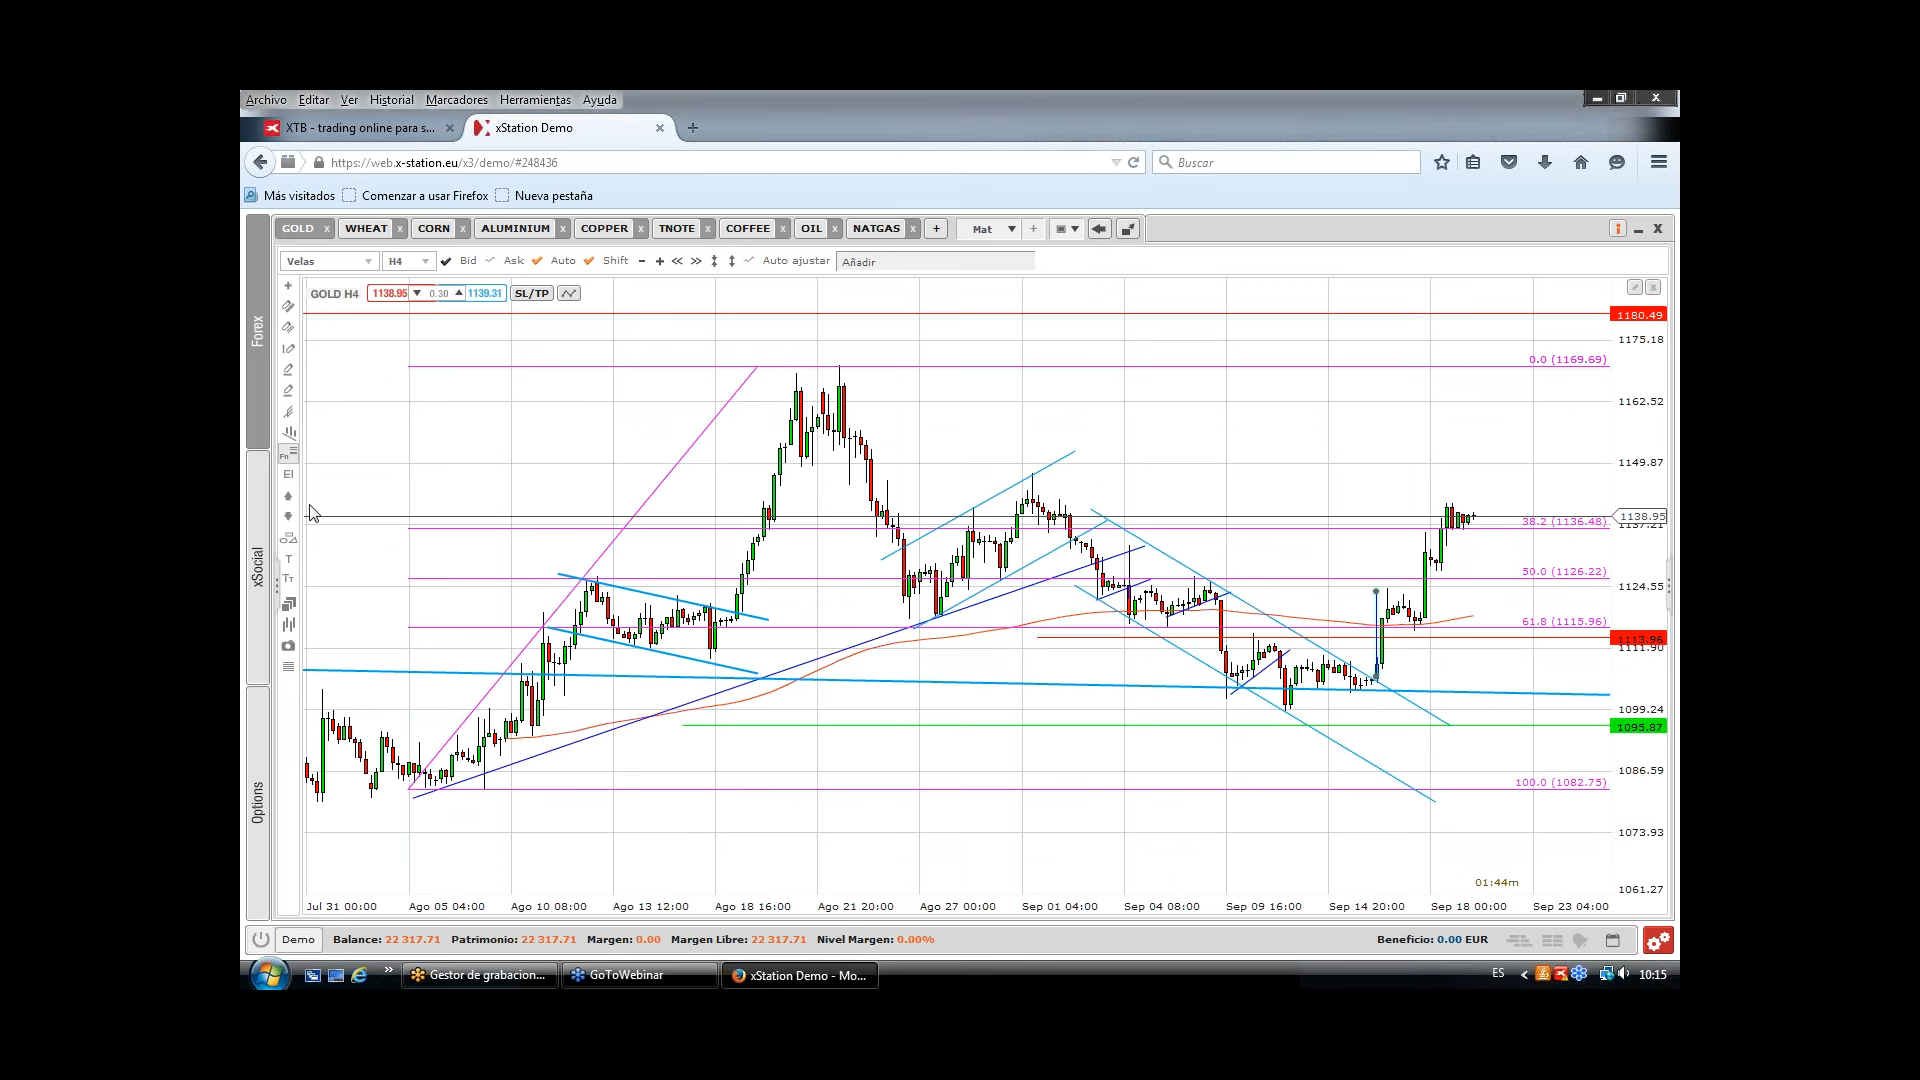 Archivo Editar Ver Historial Marcadores Herramientas Ayuda
XTB - trading online para s... xStation Demo
https://web.x-station.eu/x3/demo/#248436 Buscar
Más visitados Comenzar a usar Firefox Nueva pestaña
GOLD x WHEAT x CORN x ALUMINIUM x COPPER x TNOTE x COFFEE x OIL x NATGAS x + Mat
Velas H4 Bid Ask Auto Shift Auto ajustar Añadir
GOLD H4 1138.95 0.30 1139.31 SL/TP
1180.49
1175.18
0.0 (1169.69)
1162.52
1149.87
1138.95
38.2 (1136.48) 1137.21
50.0 (1126.22)
1124.55
61.8 (1115.96)
1113.96
1111.90
1099.24
1095.87
100.0 (1082.75)
1086.59
1073.93
1061.27
01:44m
Jul 31 00:00 Ago 05 04:00 Ago 10 08:00 Ago 13 12:00 Ago 18 16:00 Ago 21 20:00 Ago 27 00:00 Sep 01 04:00 Sep 04 08:00 Sep 09 16:00 Sep 14 20:00 Sep 18 00:00 Sep 23 04:00
Forex
xSocial
Options
Fn
EI
T
TT
Demo Balance: 22 317.71 Patrimonio: 22 317.71 Margen: 0.00 Margen Libre: 22 317.71 Nivel Margen: 0.00% Beneficio: 0.00 EUR
Gestor de grabacion... GoToWebinar xStation Demo - Mo... ES 10:15